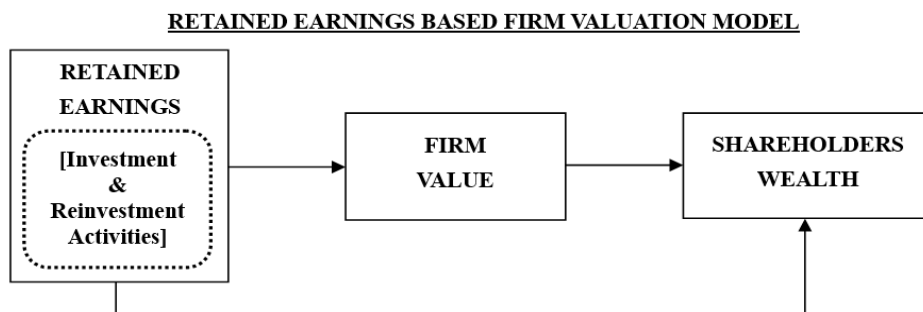 RETAINED EARNINGS BASED FIRM VALUATION MODEL
RETAINED
EARNINGS
[Investment
&
Reinvestment
Activities]
FIRM
VALUE
SHAREHOLDERS
WEALTH